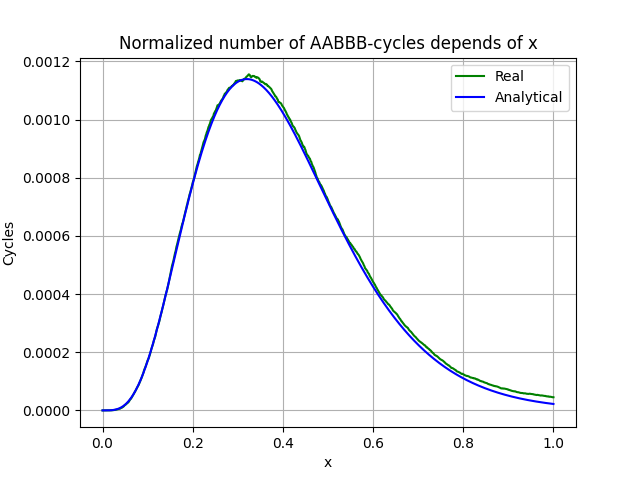 Normalized number of AABBB-cycles depends of x
0.0012
0.0010
0.0008
0.0006
0.0004
0.0002
0.0000
Cycles
Real
Analytical
0.0
0.2
0.4
0.6
0.8
1.0
x